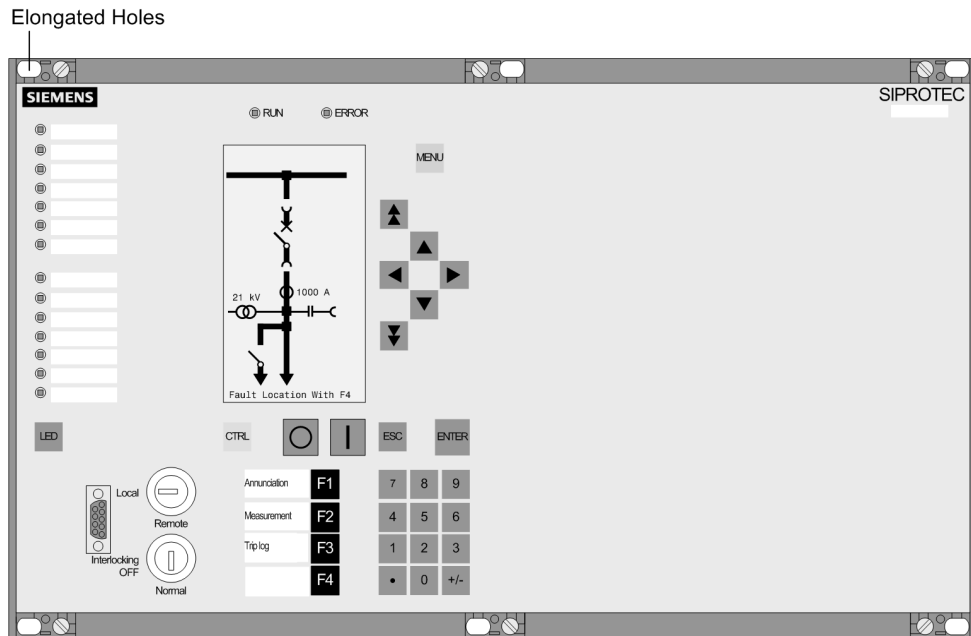 Elongated Holes
SIEMENS
SIPROTEC
RUN
ERROR
MENU
21 kV
1000 A
Fault Location With F4
LED
CTRL
ESC
ENTER
Local
Remote
Interlocking
OFF
Normal
Annunciation F1
Measurement F2
Trip log F3
F4
7 8 9
4 5 6
1 2 3
• 0 +/-